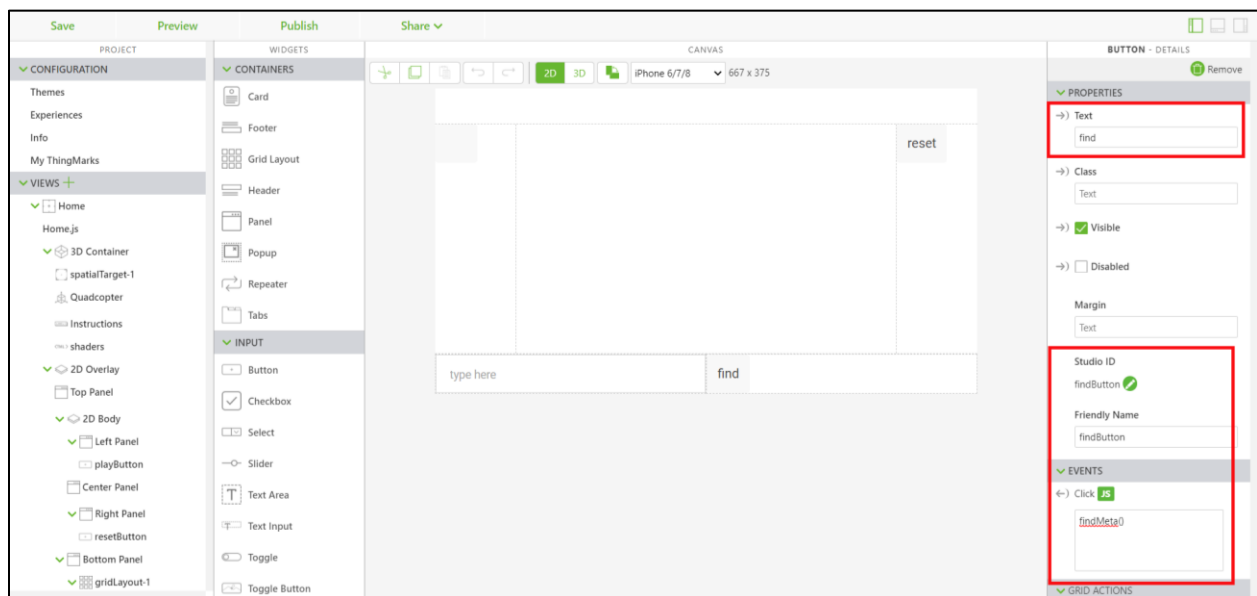 Save
Preview
Publish
Share
PROJECT
CONFIGURATION
Themes
Experiences
Info
My ThingMarks
VIEWS
Home
Home.js
3D Container
spatialTarget-1
Quadcopter
Instructions
shaders
2D Overlay
Top Panel
2D Body
Left Panel
playButton
Center Panel
Right Panel
resetButton
Bottom Panel
gridLayout-1
WIDGETS
CONTAINERS
Card
Footer
Grid Layout
Header
Panel
Popup
Repeater
Tabs
INPUT
Button
Checkbox
Select
Slider
Text Area
Text Input
Toggle
Toggle Button
CANVAS
2D
3D
iPhone 6/7/8
667 x 375
reset
type here
find
BUTTON - DETAILS
Remove
PROPERTIES
Text
find
Class
Text
Visible
Disabled
Margin
Text
Studio ID
findButton
Friendly Name
findButton
EVENTS
Click JS
findMeta()
GRID ACTIONS